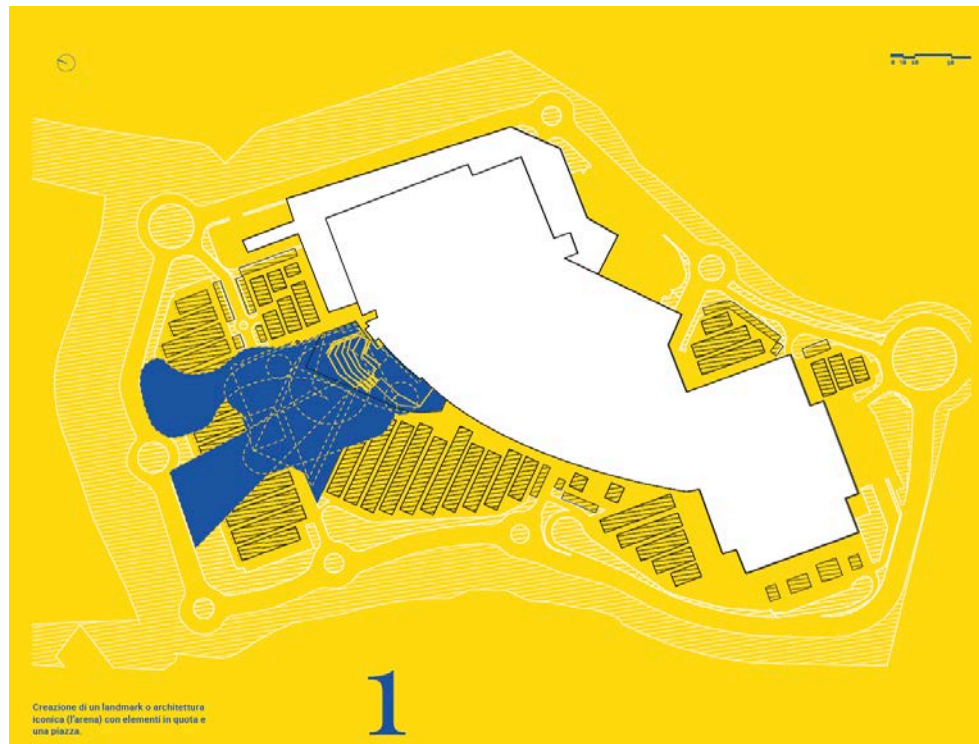 Creazione di un landmark o architettura
iconica (l'arena) con elementi in quota e
una piazza.
1